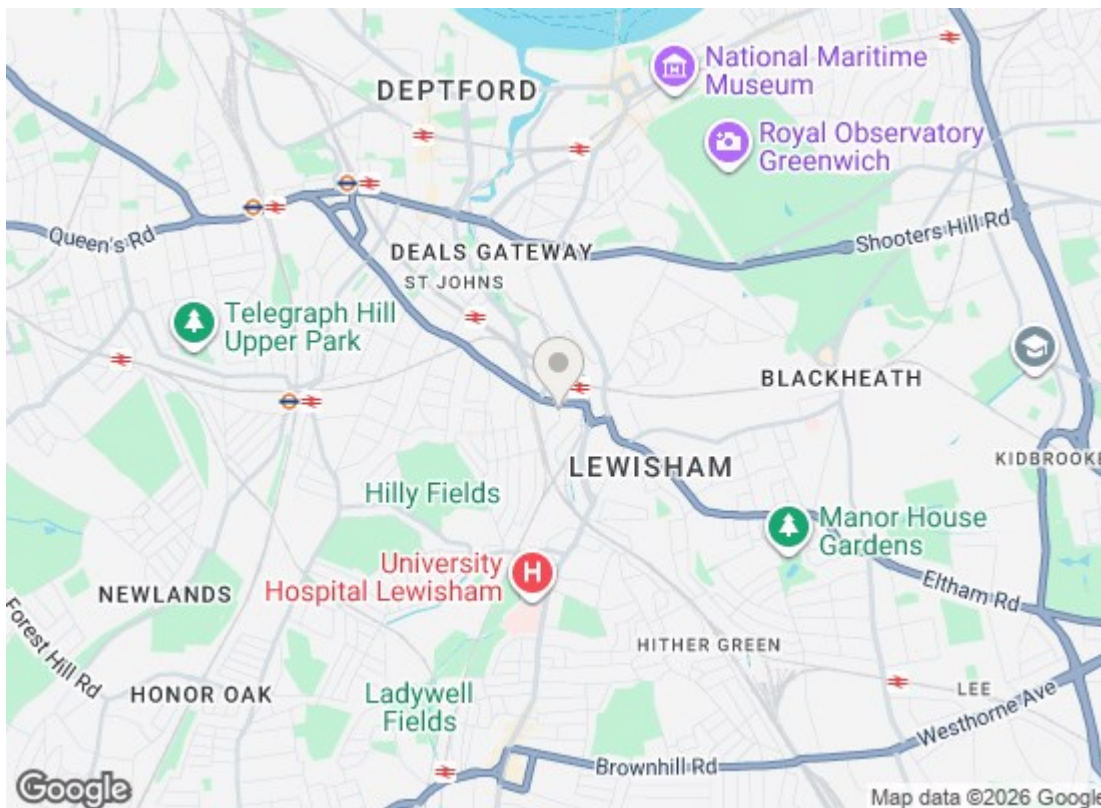 National Maritime
Museum
DEPTFORD
Royal Observatory
Greenwich
Queen's Rd
Shooters Hill Rd
DEALS GATEWAY
ST JOHNS
Telegraph Hill
Upper Park
BLACKHEATH
LEWISHAM
KIDBROOKE
Hilly Fields
Manor House
Gardens
University
Hospital Lewisham
H
Eltham Rd
NEWLANDS
Forest Hill Rd
HITHER GREEN
HONOR OAK
Ladywell
Fields
LEE
Westhorne Ave
Brownhill Rd
Google
Map data ©2026 Google